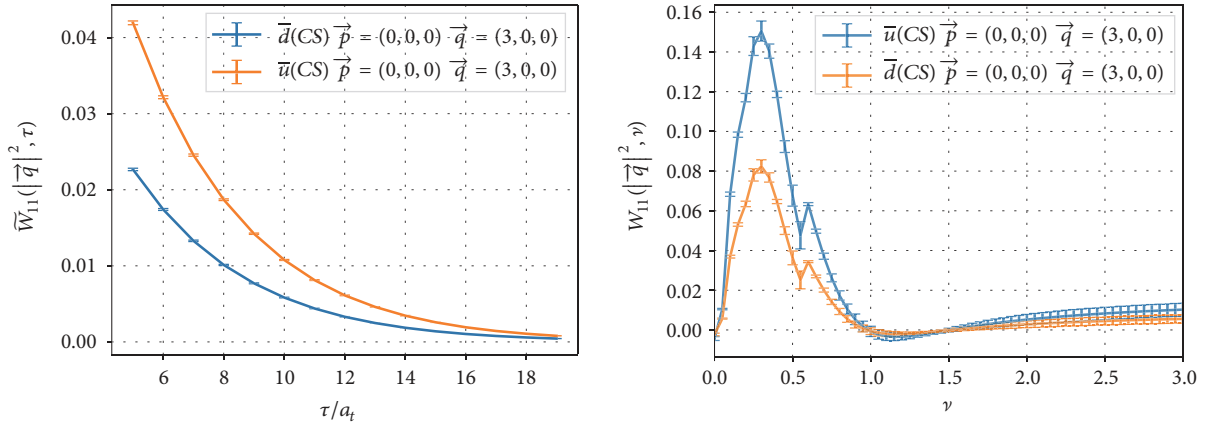 0.04
0.03
0.02
0.01
0.00
W̃₁₁(|q⃗|², τ)
d̅(CS) p⃗ = (0, 0, 0) q⃗ = (3, 0, 0)
u̅(CS) p⃗ = (0, 0, 0) q⃗ = (3, 0, 0)
6 8 10 12 14 16 18
τ/aₜ
0.16
0.14
0.12
0.10
0.08
0.06
0.04
0.02
0.00
W₁₁(|q⃗|², ν)
u̅(CS) p⃗ = (0, 0, 0) q⃗ = (3, 0, 0)
d̅(CS) p⃗ = (0, 0, 0) q⃗ = (3, 0, 0)
0.0 0.5 1.0 1.5 2.0 2.5 3.0
ν